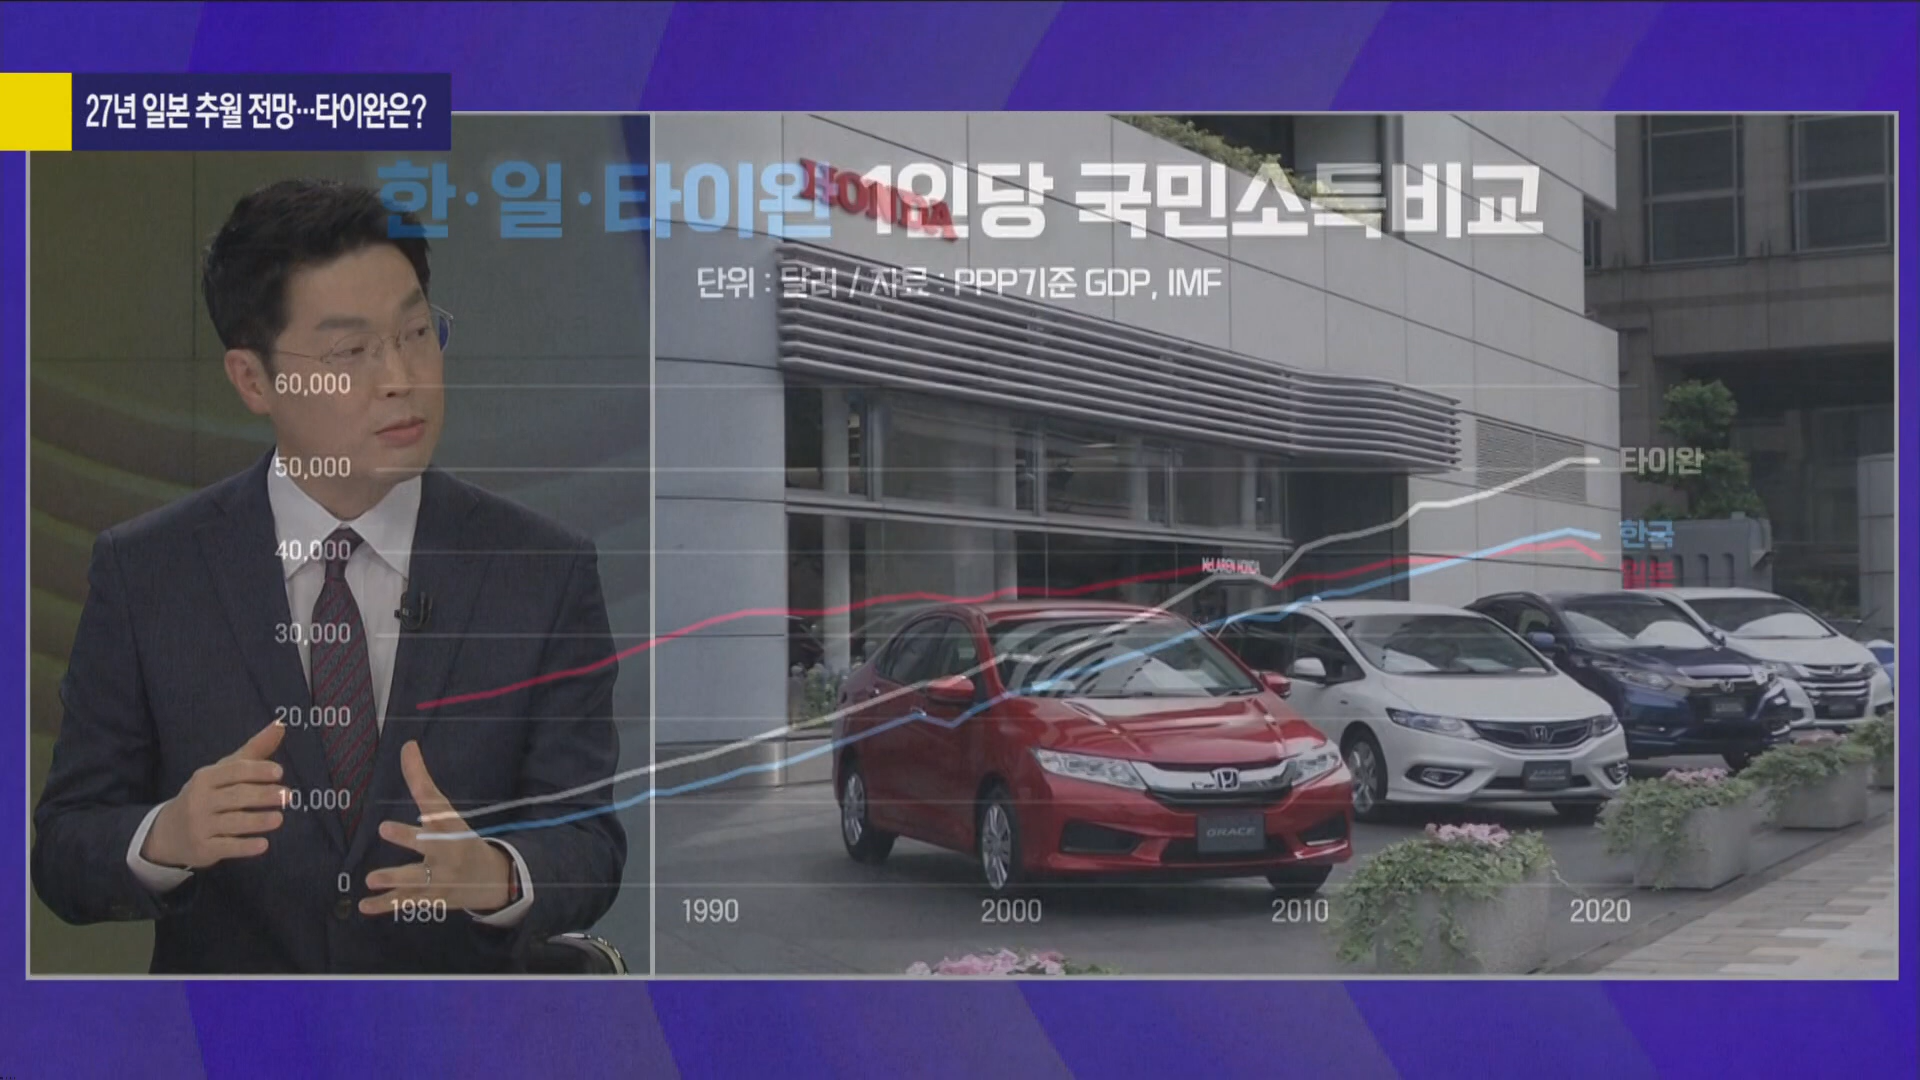 27년 일본 추월 전망…타이완은?
한·일·타이완 1인당 국민소득비교
HONDA
단위 : 달러 / 자료 : PPP기준 GDP, IMF
60,000
50,000
타이완
40,000
한국
McLAREN HONDA
일본
30,000
20,000
10,000
GRACE
0
1980
1990
2000
2010
2020